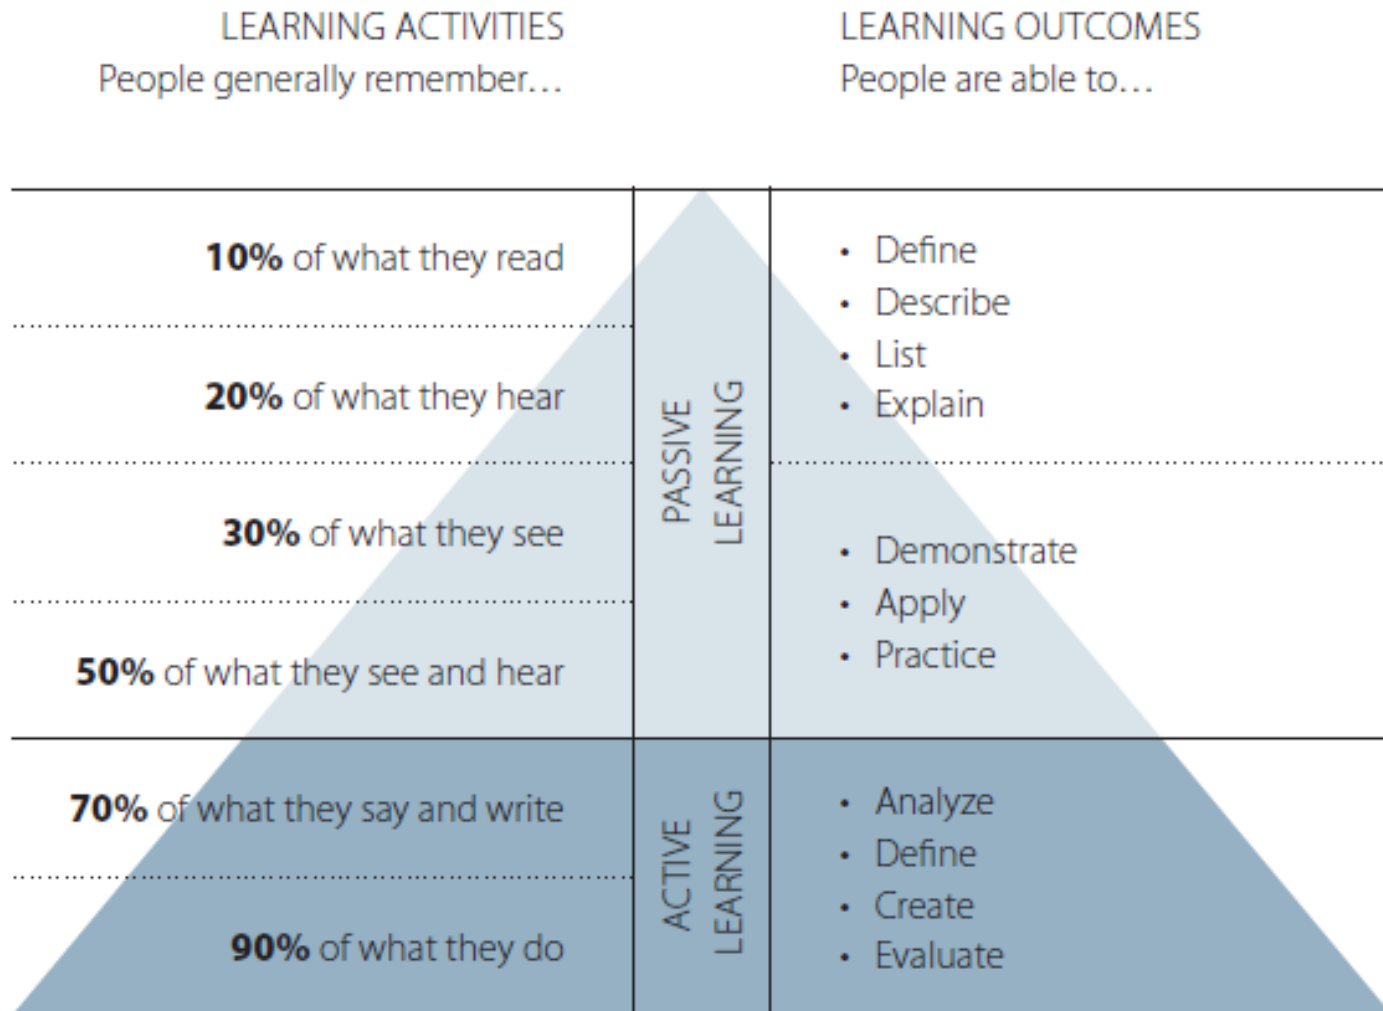 LEARNING ACTIVITIES
People generally remember…
LEARNING OUTCOMES
People are able to…
10% of what they read
20% of what they hear
30% of what they see
50% of what they see and hear
70% of what they say and write
90% of what they do
PASSIVE
LEARNING
ACTIVE
LEARNING
• Define
• Describe
• List
• Explain
• Demonstrate
• Apply
• Practice
• Analyze
• Define
• Create
• Evaluate